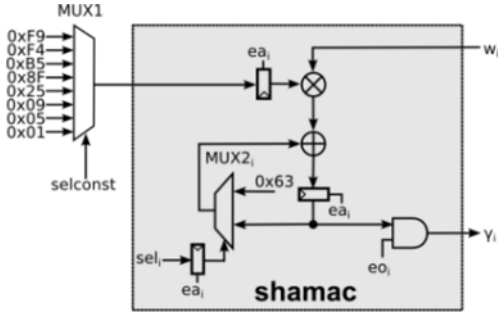 MUX1
0xF9
0xF4
0xB5
0x8F
0x25
0x09
0x05
0x01
selconst
eaᵢ
wᵢ
MUX2ᵢ
0x63
eaᵢ
selᵢ
eaᵢ
eoᵢ
γᵢ
shamac